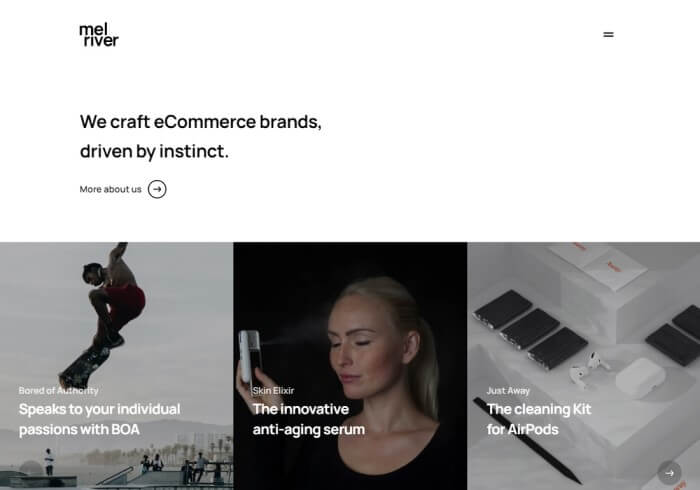 mel
river
We craft eCommerce brands,
driven by instinct.
More about us
Bored of Authority
Speaks to your individual
passions with BOA
Skin Elixir
The innovative
anti-aging serum
Just Away
The cleaning Kit
for AirPods